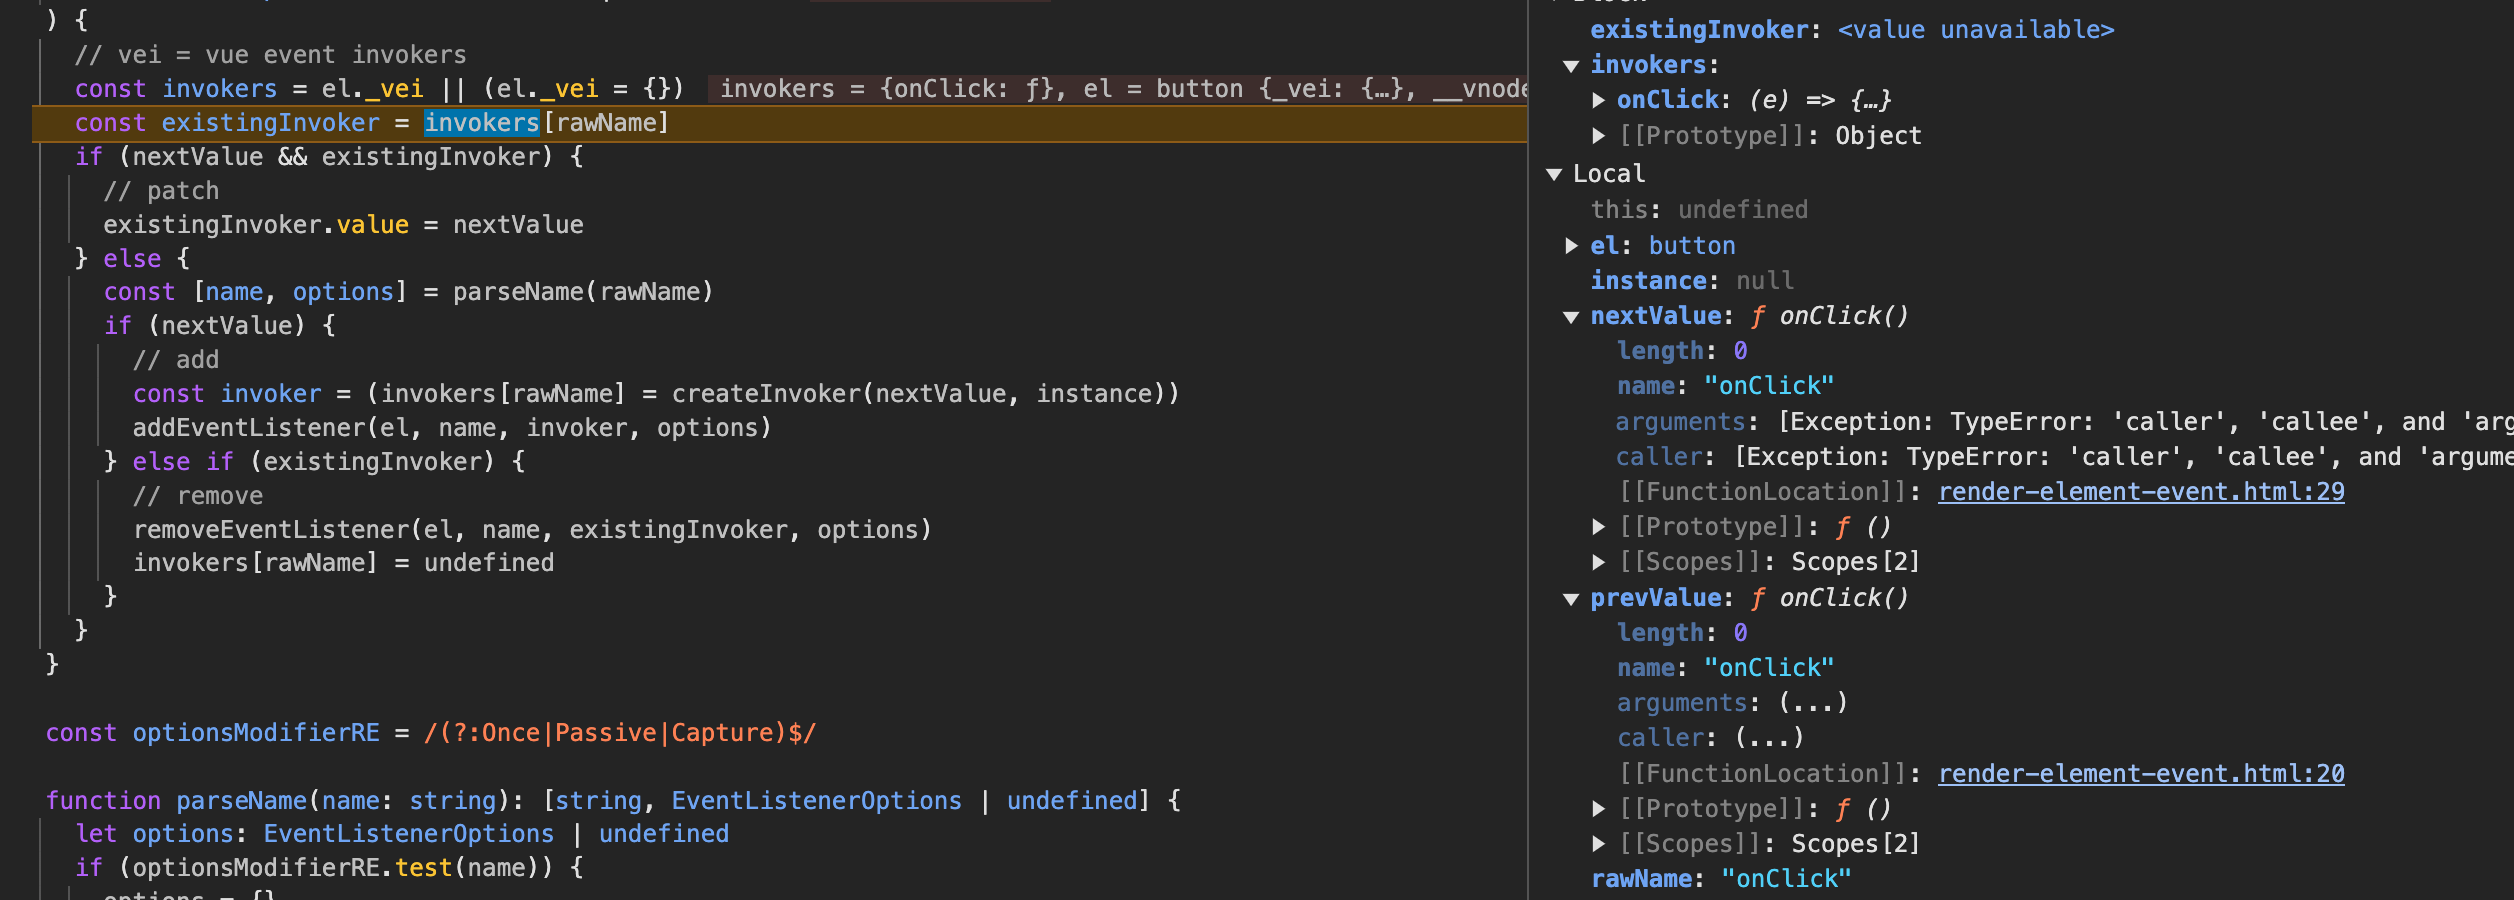 ) {
// vei = vue event invokers
const invokers = el._vei || (el._vei = {}) invokers = {onClick: ƒ}, el = button {_vei: {…}, __vnode
const existingInvoker = invokers[rawName]
if (nextValue && existingInvoker) {
// patch
existingInvoker.value = nextValue
} else {
const [name, options] = parseName(rawName)
if (nextValue) {
// add
const invoker = (invokers[rawName] = createInvoker(nextValue, instance))
addEventListener(el, name, invoker, options)
} else if (existingInvoker) {
// remove
removeEventListener(el, name, existingInvoker, options)
invokers[rawName] = undefined
}
}
}
const optionsModifierRE = /(?:Once|Passive|Capture)$/
function parseName(name: string): [string, EventListenerOptions | undefined] {
let options: EventListenerOptions | undefined
if (optionsModifierRE.test(name)) {
options = {}
existingInvoker: <value unavailable>
invokers:
onClick: (e) => {…}
[[Prototype]]: Object
Local
this: undefined
el: button
instance: null
nextValue: ƒ onClick()
length: 0
name: "onClick"
arguments: [Exception: TypeError: 'caller', 'callee', and 'arg
caller: [Exception: TypeError: 'caller', 'callee', and 'argume
[[FunctionLocation]]: render-element-event.html:29
[[Prototype]]: ƒ ()
[[Scopes]]: Scopes[2]
prevValue: ƒ onClick()
length: 0
name: "onClick"
arguments: (...)
caller: (...)
[[FunctionLocation]]: render-element-event.html:20
[[Prototype]]: ƒ ()
[[Scopes]]: Scopes[2]
rawName: "onClick"